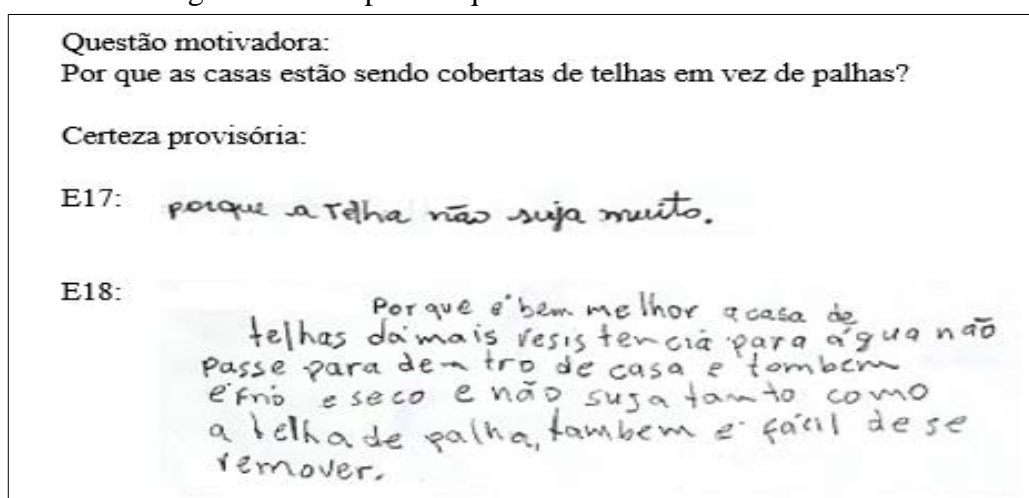 Questão motivadora:
Por que as casas estão sendo cobertas de telhas em vez de palhas?
Certeza provisória:
E17: porque a telha não suja muito.
E18:
Porque é bem melhor a casa de
telhas dá mais resistencia para água não
passe para dentro de casa e tombem
é frio e seco e não suja tanto como
a telha de palha, tambem é fácil de se
remover.